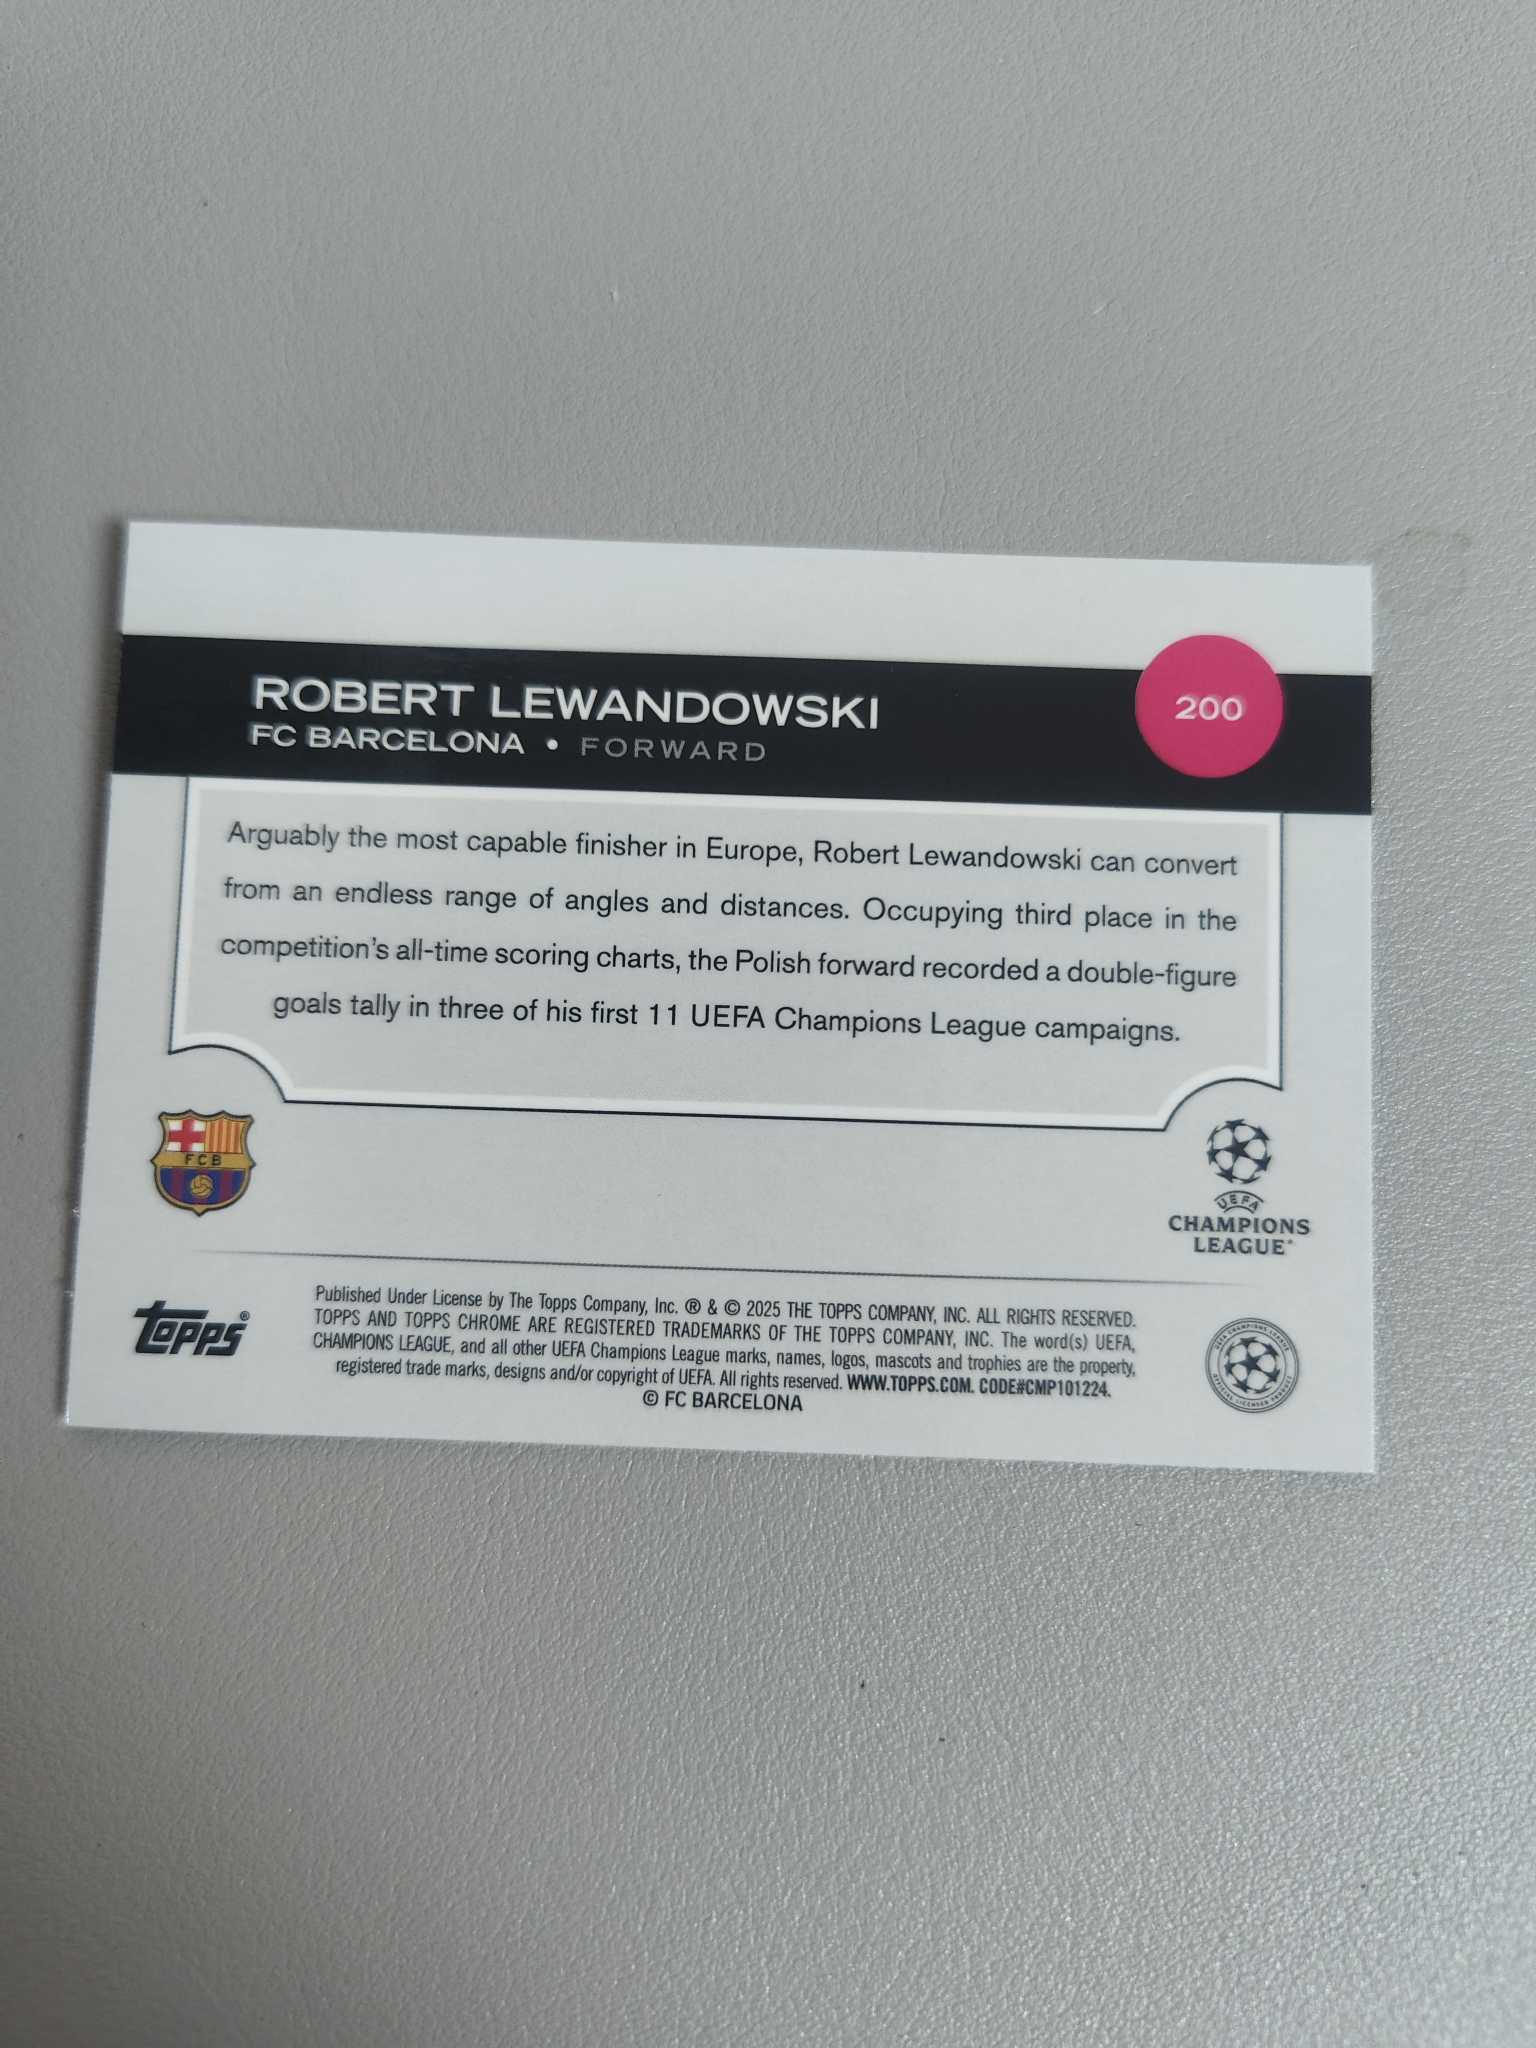 ROBERT LEWANDOWSKI
200
FC BARCELONA • FORWARD
Arguably the most capable finisher in Europe, Robert Lewandowski can convert
from an endless range of angles and distances. Occupying third place in the
competition's all-time scoring charts, the Polish forward recorded a double-figure
goals tally in three of his first 11 UEFA Champions League campaigns.
FCB
UEFA
CHAMPIONS
LEAGUE®
TOPPS®
Published Under License by The Topps Company, Inc. ® & © 2025 THE TOPPS COMPANY, INC. ALL RIGHTS RESERVED.
TOPPS AND TOPPS CHROME ARE REGISTERED TRADEMARKS OF THE TOPPS COMPANY, INC. The word(s) UEFA,
CHAMPIONS LEAGUE, and all other UEFA Champions League marks, names, logos, mascots and trophies are the property,
registered trade marks, designs and/or copyright of UEFA. All rights reserved. WWW.TOPPS.COM. CODE#CMP101224.
© FC BARCELONA
UEFA CHAMPIONS LEAGUE
OFFICIAL LICENSED PRODUCT